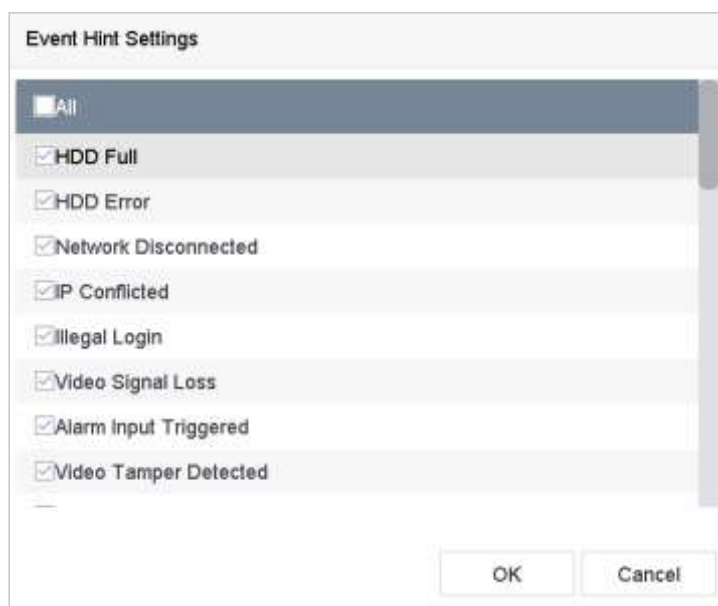 Event Hint Settings
All
HDD Full
HDD Error
Network Disconnected
IP Conflicted
Illegal Login
Video Signal Loss
Alarm Input Triggered
Video Tamper Detected
OK
Cancel